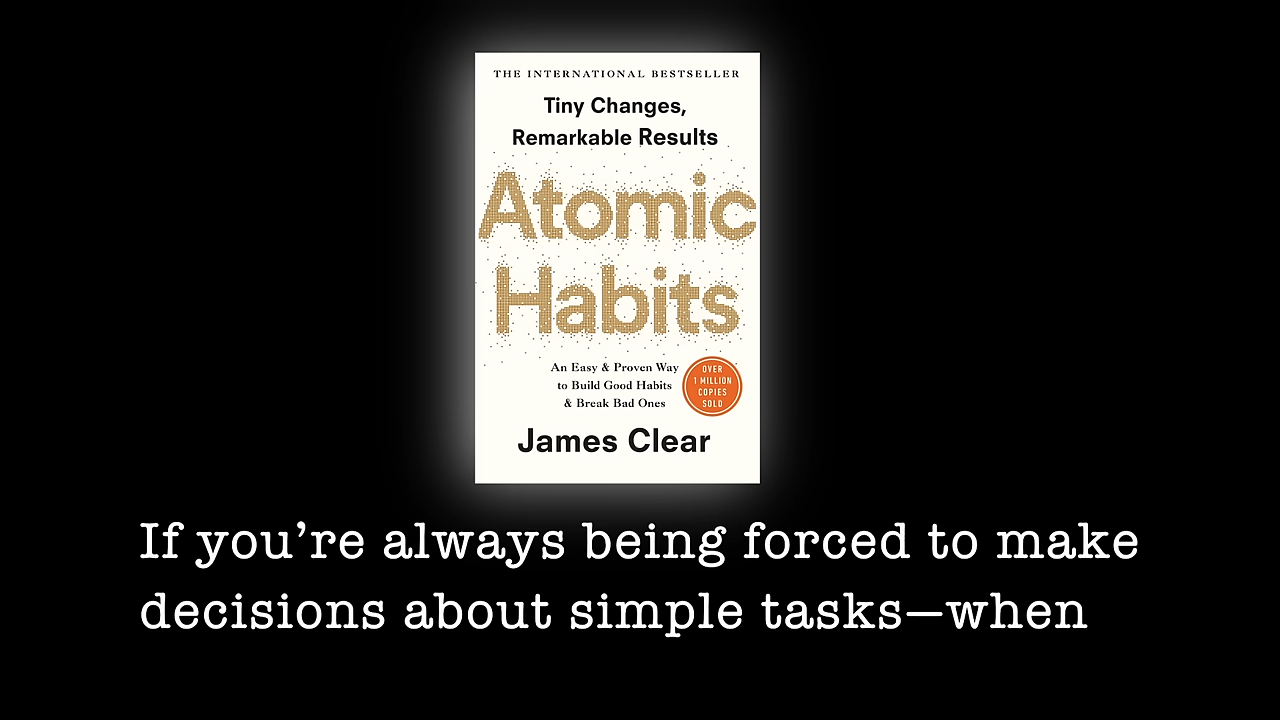 THE INTERNATIONAL BESTSELLER
Tiny Changes,
Remarkable Results
Atomic
Habits
An Easy & Proven Way
to Build Good Habits
& Break Bad Ones
OVER
1 MILLION
COPIES
SOLD
James Clear
If you’re always being forced to make
decisions about simple tasks—when